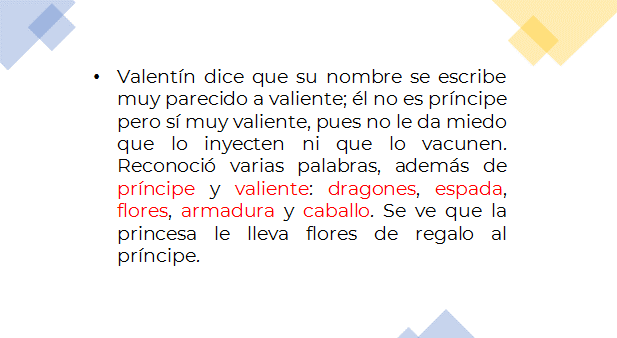 • Valentín dice que su nombre se escribe
muy parecido a valiente; él no es príncipe
pero sí muy valiente, pues no le da miedo
que lo inyecten ni que lo vacunen.
Reconoció varias palabras, además de
príncipe y valiente: dragones, espada,
flores, armadura y caballo. Se ve que la
princesa le lleva flores de regalo al
príncipe.